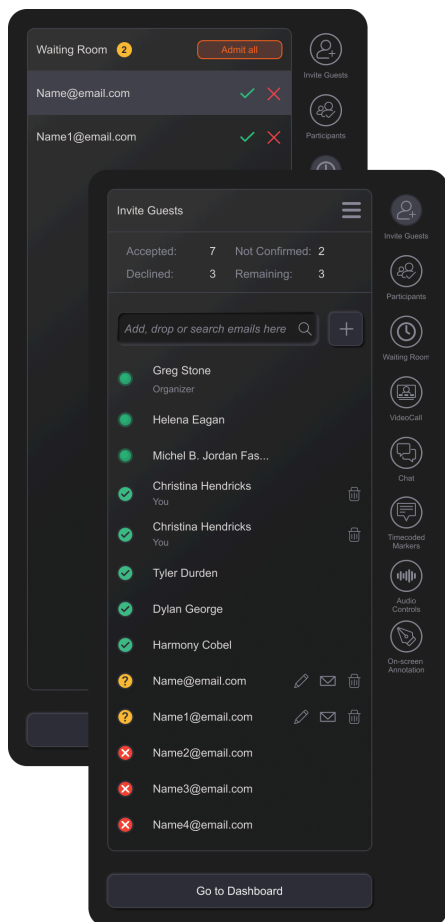 Waiting Room 2
Admit all
Name@email.com
Name1@email.com
Invite Guests
Participants
Invite Guests
Accepted: 7 Not Confirmed: 2
Declined: 3 Remaining: 3
Add, drop or search emails here
Greg Stone
Organizer
Helena Eagan
Michel B. Jordan Fas...
Christina Hendricks
You
Christina Hendricks
You
Tyler Durden
Dylan George
Harmony Cobel
Name@email.com
Name1@email.com
Name2@email.com
Name3@email.com
Name4@email.com
Go to Dashboard
Invite Guests
Participants
Waiting Room
VideoCall
Chat
Timecoded
Markers
Audio
Controls
On-screen
Annotation